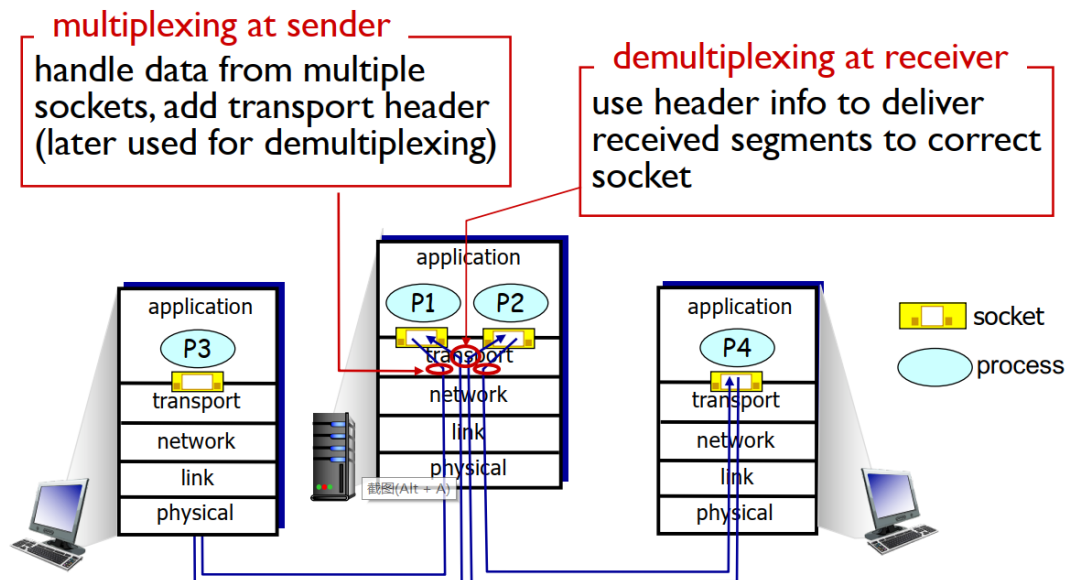 multiplexing at sender
handle data from multiple
sockets, add transport header
(later used for demultiplexing)
demultiplexing at receiver
use header info to deliver
received segments to correct
socket
application
P1 P2
transport
network
link
physical
application
P3
transport
network
link
physical
application
P4
transport
network
link
physical
socket
process
截图(Alt + A)